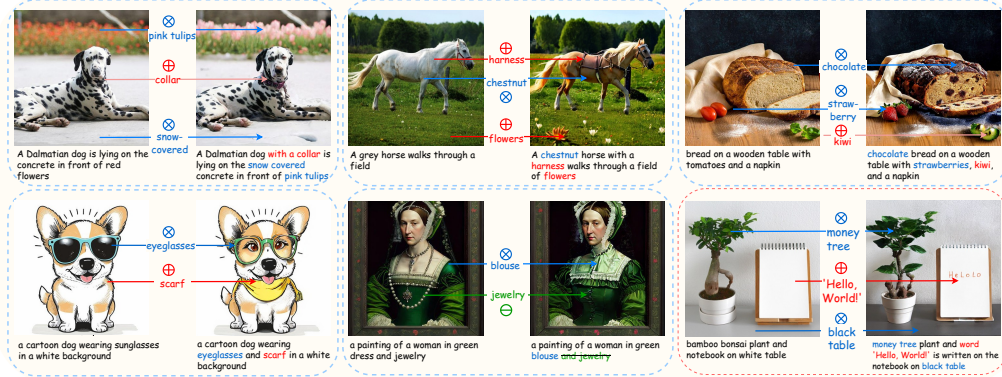 pink tulips
collar
snow-
covered
A Dalmatian dog is lying on the
concrete in front of red
flowers
A Dalmatian dog with a collar is
lying on the snow covered
concrete in front of pink tulips
harness
chestnut
flowers
A grey horse walks through a
field
A chestnut horse with a
harness walks through a field
of flowers
chocolate
straw-
berry
kiwi
bread on a wooden table with
tomatoes and a napkin
chocolate bread on a wooden
table with strawberries, kiwi,
and a napkin
eyeglasses
scarf
a cartoon dog wearing sunglasses
in a white background
a cartoon dog wearing
eyeglasses and scarf in a white
background
blouse
jewelry
a painting of a woman in green
dress and jewelry
a painting of a woman in green
blouse and jewelry
money
tree
'Hello,
World!'
black
table
HeLoLo
bamboo bonsai plant and
notebook on white table
money tree plant and word
'Hello, World!' is written on the
notebook on black table